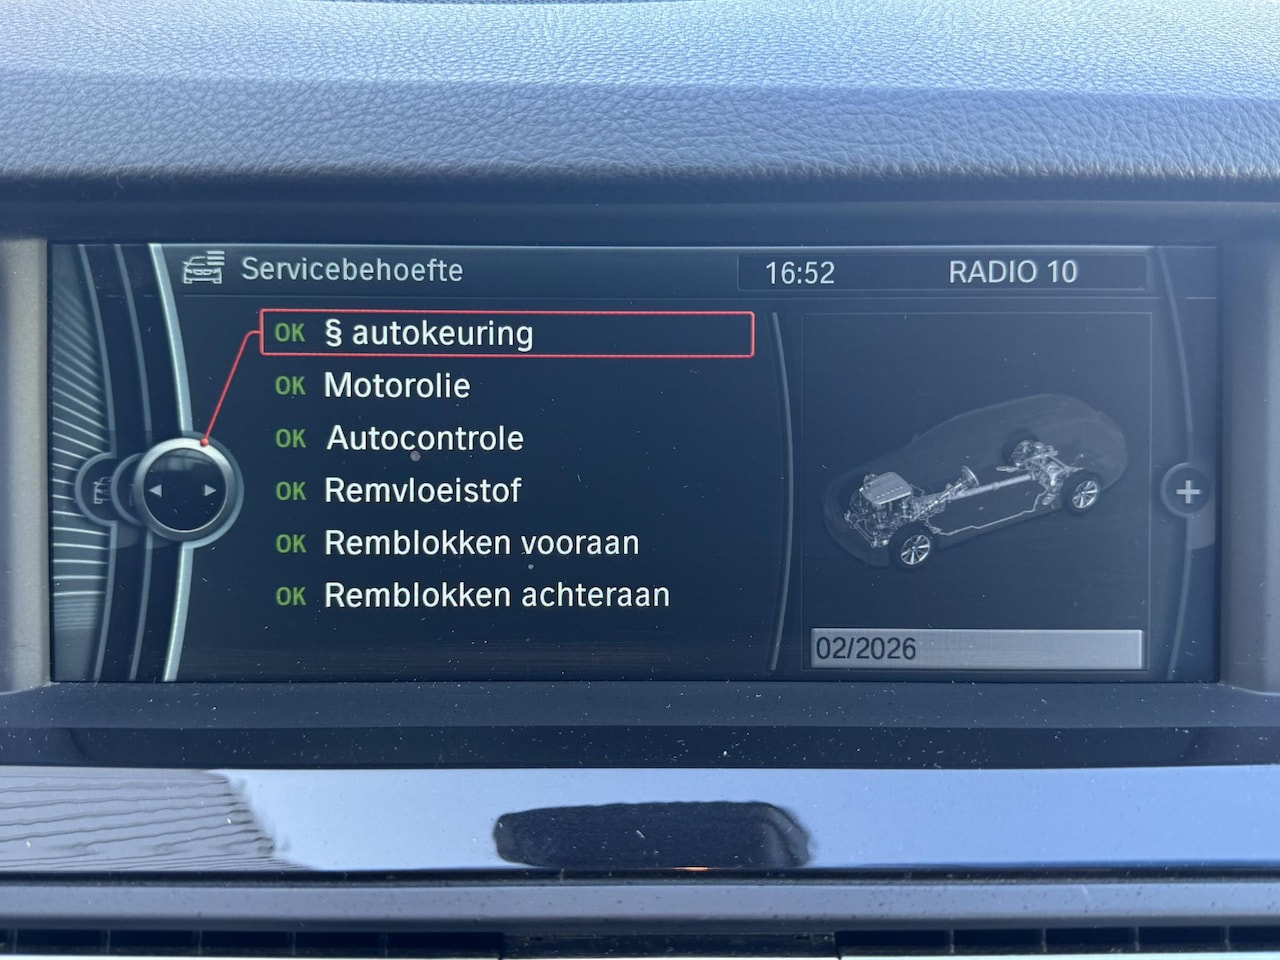 Servicebehoefte
16:52
RADIO 10
OK § autokeuring
OK Motorolie
OK Autocontrole
OK Remvloeistof
OK Remblokken vooraan
OK Remblokken achteraan
02/2026